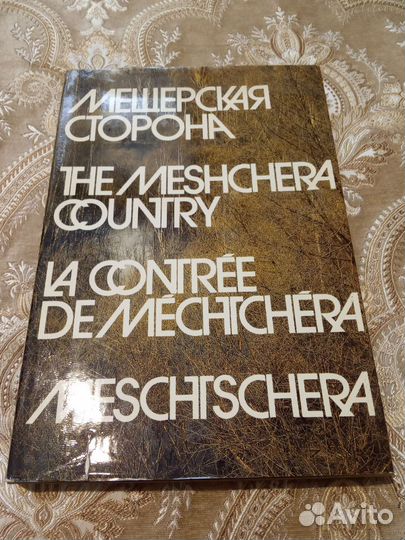 МЕЩЕРСКАЯ
СТОРОНА
THE MESHCHERA
COUNTRY
LA CONTRÉE
DE MÉCHTCHÉRA
MESCHTSCHERA
Avito